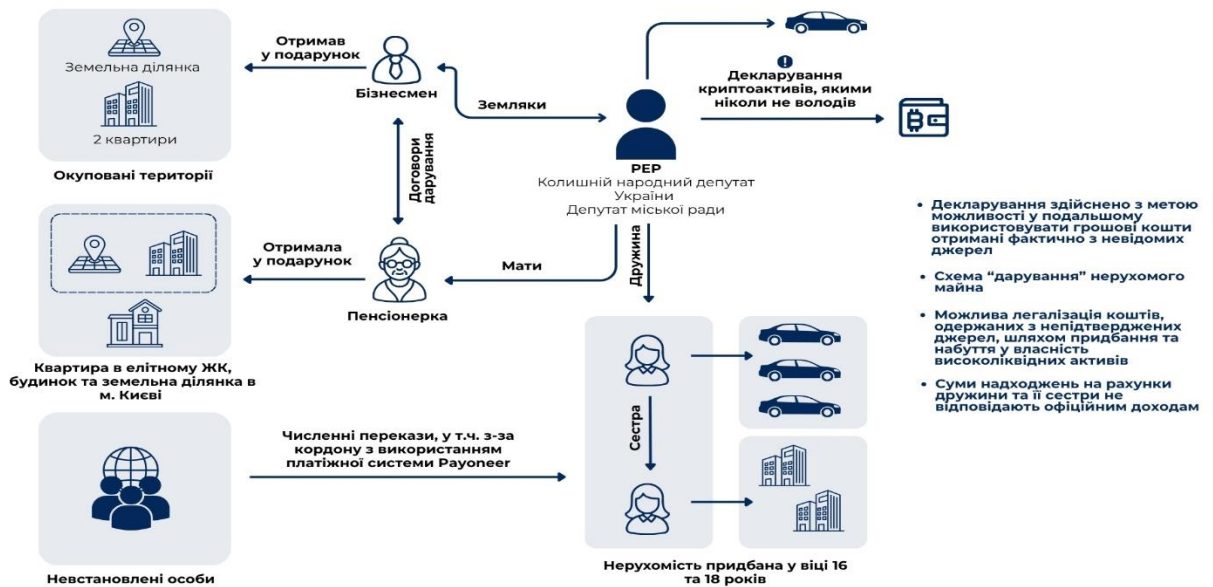 Земельна ділянка
2 квартири
Окуповані території
Отримав
у подарунок
Бізнесмен
Земляки
Договори
дарування
Декларування
криптоактивів, якими
ніколи не володів
PEP
Колишній народний депутат
України
Депутат міської ради
Квартира в елітному ЖК,
будинок та земельна ділянка в
м. Києві
Отримала
у подарунок
Пенсіонерка
Мати
Дружина
Невстановлені особи
Численні перекази, у т.ч. з-за
кордону з використанням
платіжної системи Payoneer
Сестра
Нерухомість придбана у віці 16
та 18 років
• Декларування здійснено з метою
можливості у подальшому
використовувати грошові кошти
отримані фактично з невідомих
джерел
• Схема “дарування” нерухомого
майна
• Можлива легалізація коштів,
одержаних з непідтверджених
джерел, шляхом придбання та
набуття у власність
високоліквідних активів
• Суми надходжень на рахунки
дружини та її сестри не
відповідають офіційним доходам